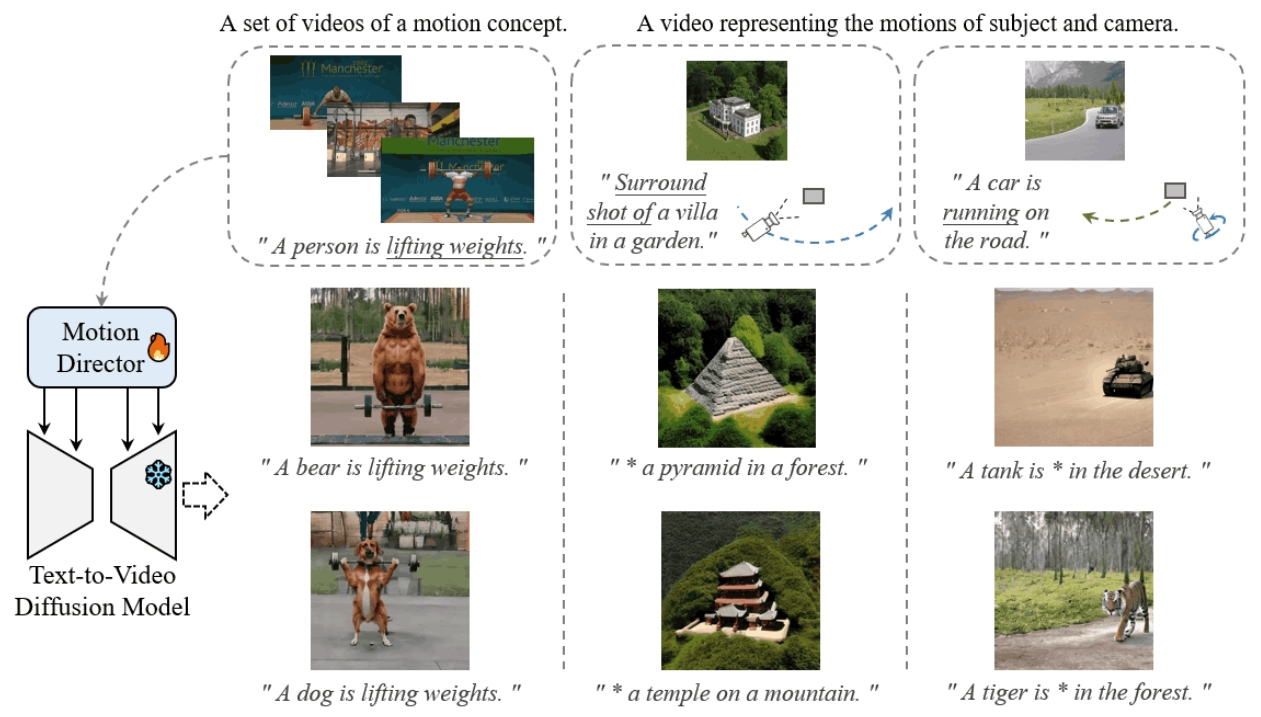 A set of videos of a motion concept.
A video representing the motions of subject and camera.
Manchester
Manchester
Manchester
" A person is lifting weights. "
" Surround
shot of a villa
in a garden."
" A car is
running on
the road. "
Motion
Director
Text-to-Video
Diffusion Model
" A bear is lifting weights. "
" * a pyramid in a forest. "
" A tank is * in the desert. "
" A dog is lifting weights. "
" * a temple on a mountain. "
" A tiger is * in the forest. "